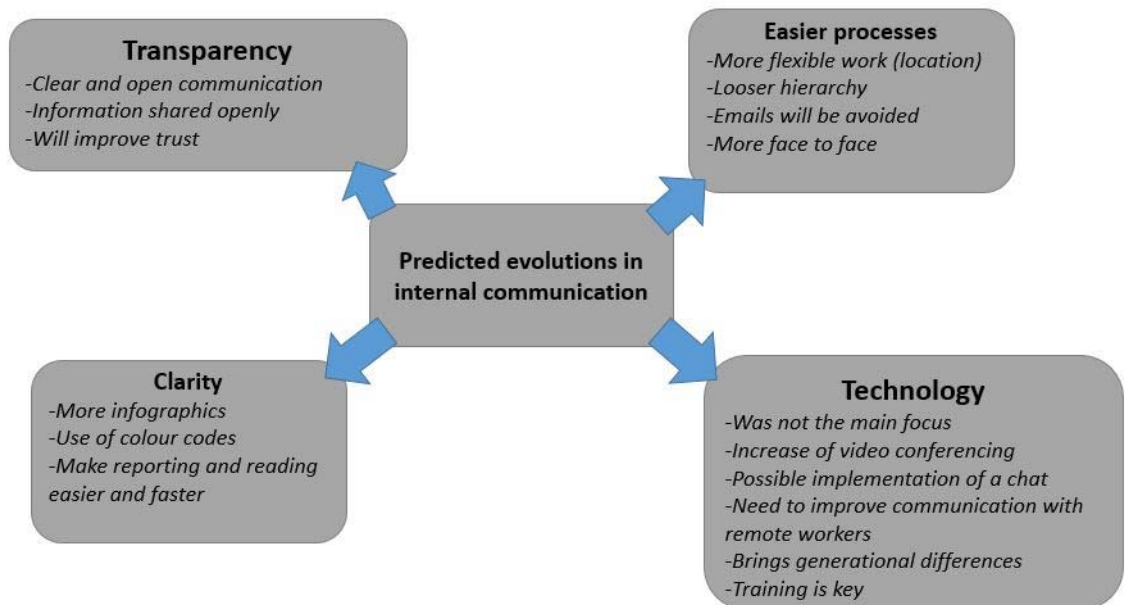 Transparency
-Clear and open communication
-Information shared openly
-Will improve trust
Easier processes
-More flexible work (location)
-Looser hierarchy
-Emails will be avoided
-More face to face
Predicted evolutions in
internal communication
Clarity
-More infographics
-Use of colour codes
-Make reporting and reading
easier and faster
Technology
-Was not the main focus
-Increase of video conferencing
-Possible implementation of a chat
-Need to improve communication with
remote workers
-Brings generational differences
-Training is key